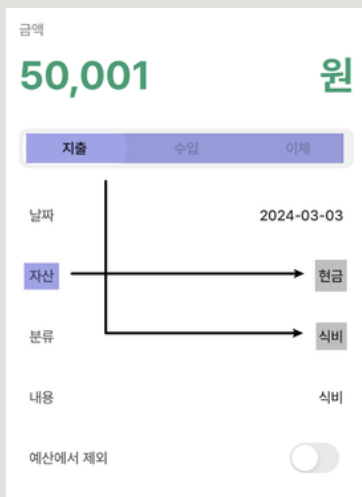 금액
50,001 원
지출 수입 이체
날짜 2024-03-03
자산 현금
분류 식비
내용 식비
예산에서 제외